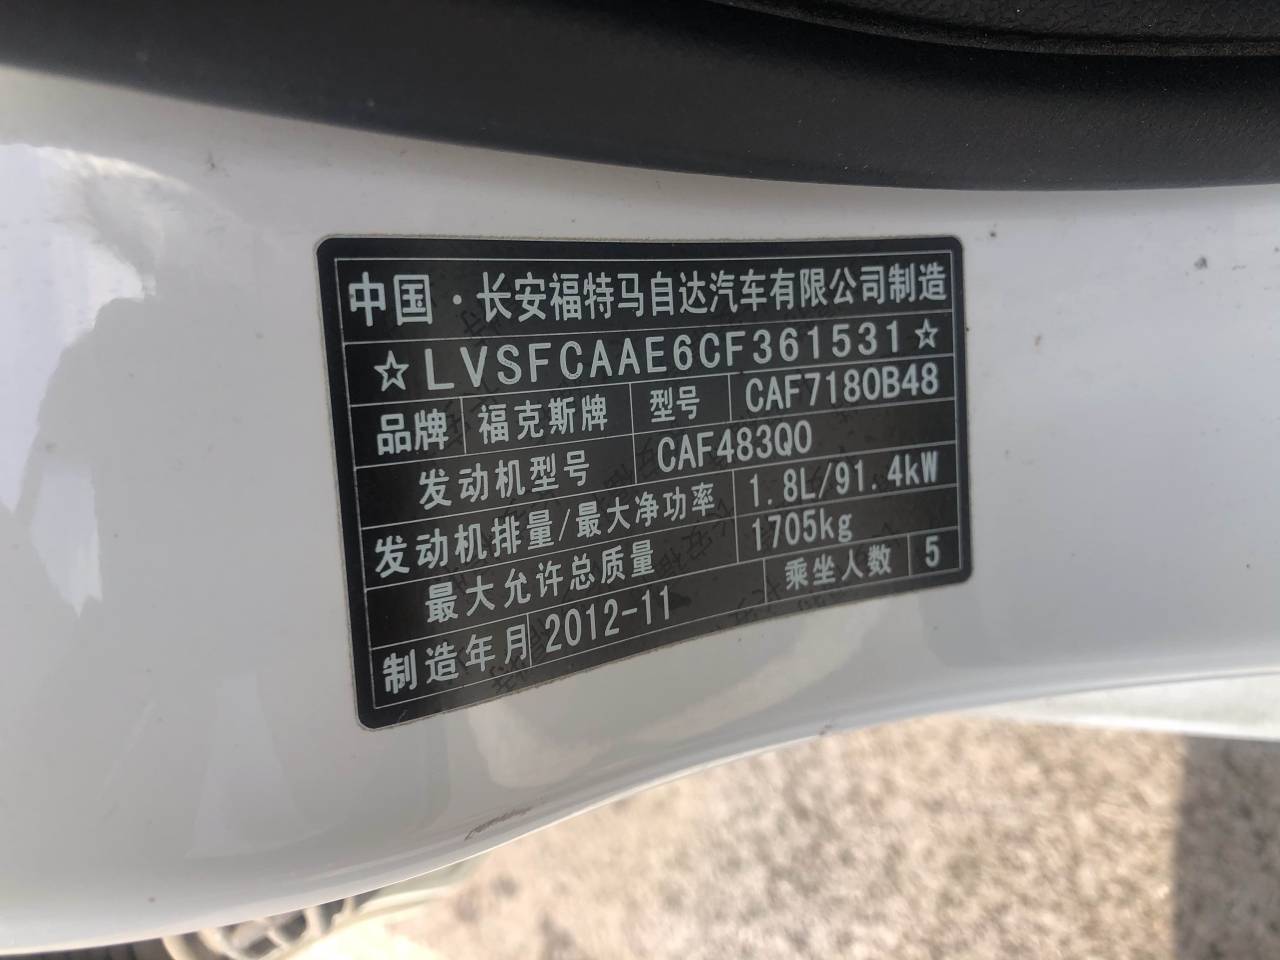 中国·长安福特马自达汽车有限公司制造
☆LVSFCAAE6CF361531☆
品牌 福克斯牌 型号 CAF7180B48
发动机型号 CAF483Q0
发动机排量/最大净功率 1.8L/91.4kW
最大允许总质量 1705kg
制造年月 2012-11 乘坐人数 5